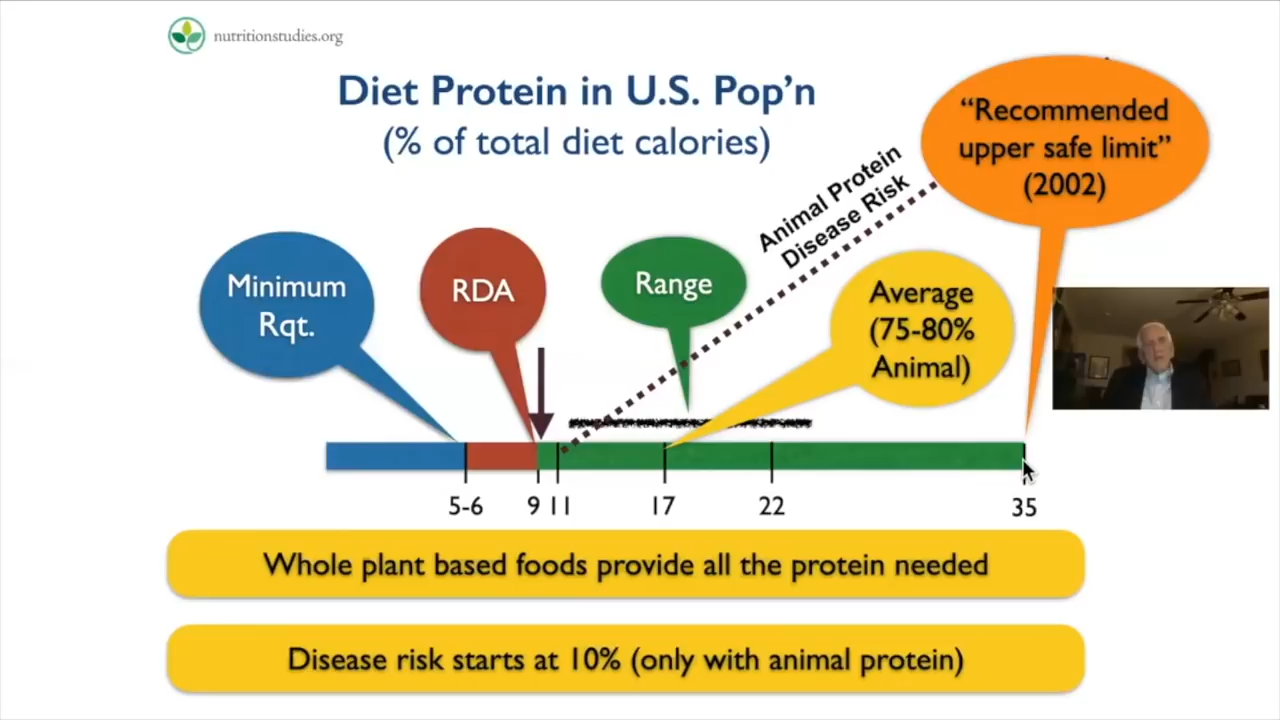 nutritionstudies.org
Diet Protein in U.S. Pop’n
(% of total diet calories)
“Recommended
upper safe limit”
(2002)
Animal Protein
Disease Risk
Minimum
Rqt.
RDA
Range
Average
(75-80%
Animal)
5-6
9
11
17
22
35
Whole plant based foods provide all the protein needed
Disease risk starts at 10% (only with animal protein)